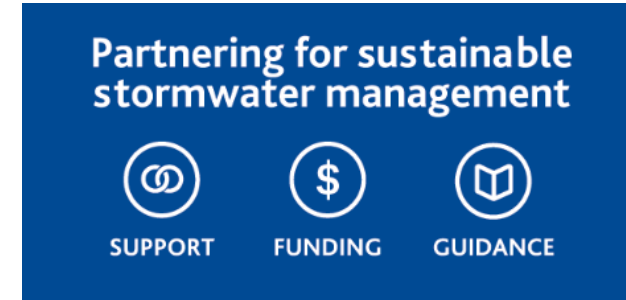 Partnering for sustainable
stormwater management
$
SUPPORT FUNDING GUIDANCE